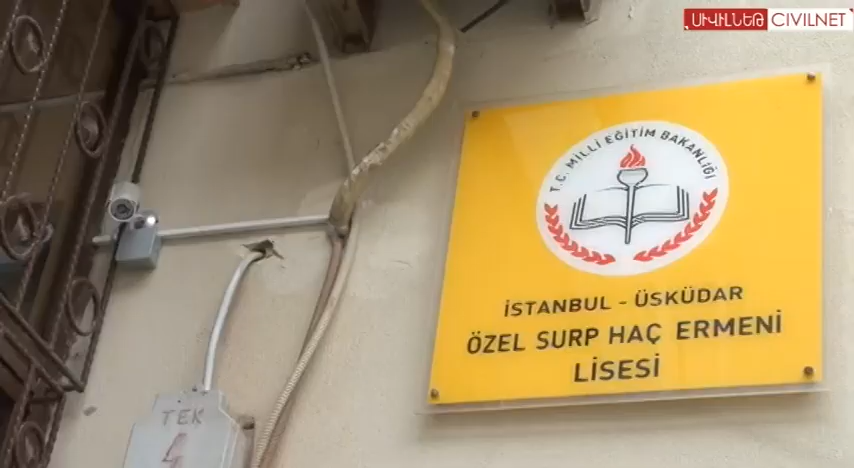 ՍԻՎԻԼՆԵԹ CIVILNET
T.C. MİLLİ EĞİTİM BAKANLIĞI
İSTANBUL - ÜSKÜDAR
ÖZEL SURP HAÇ ERMENİ
LİSESİ
TEK
4